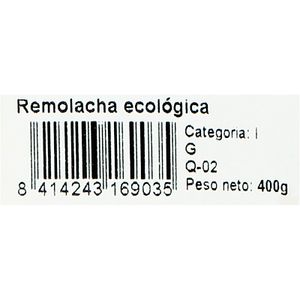 Remolacha ecológica
Categoria: I
G
Q-02
Peso neto: 400g
8 414243 169035